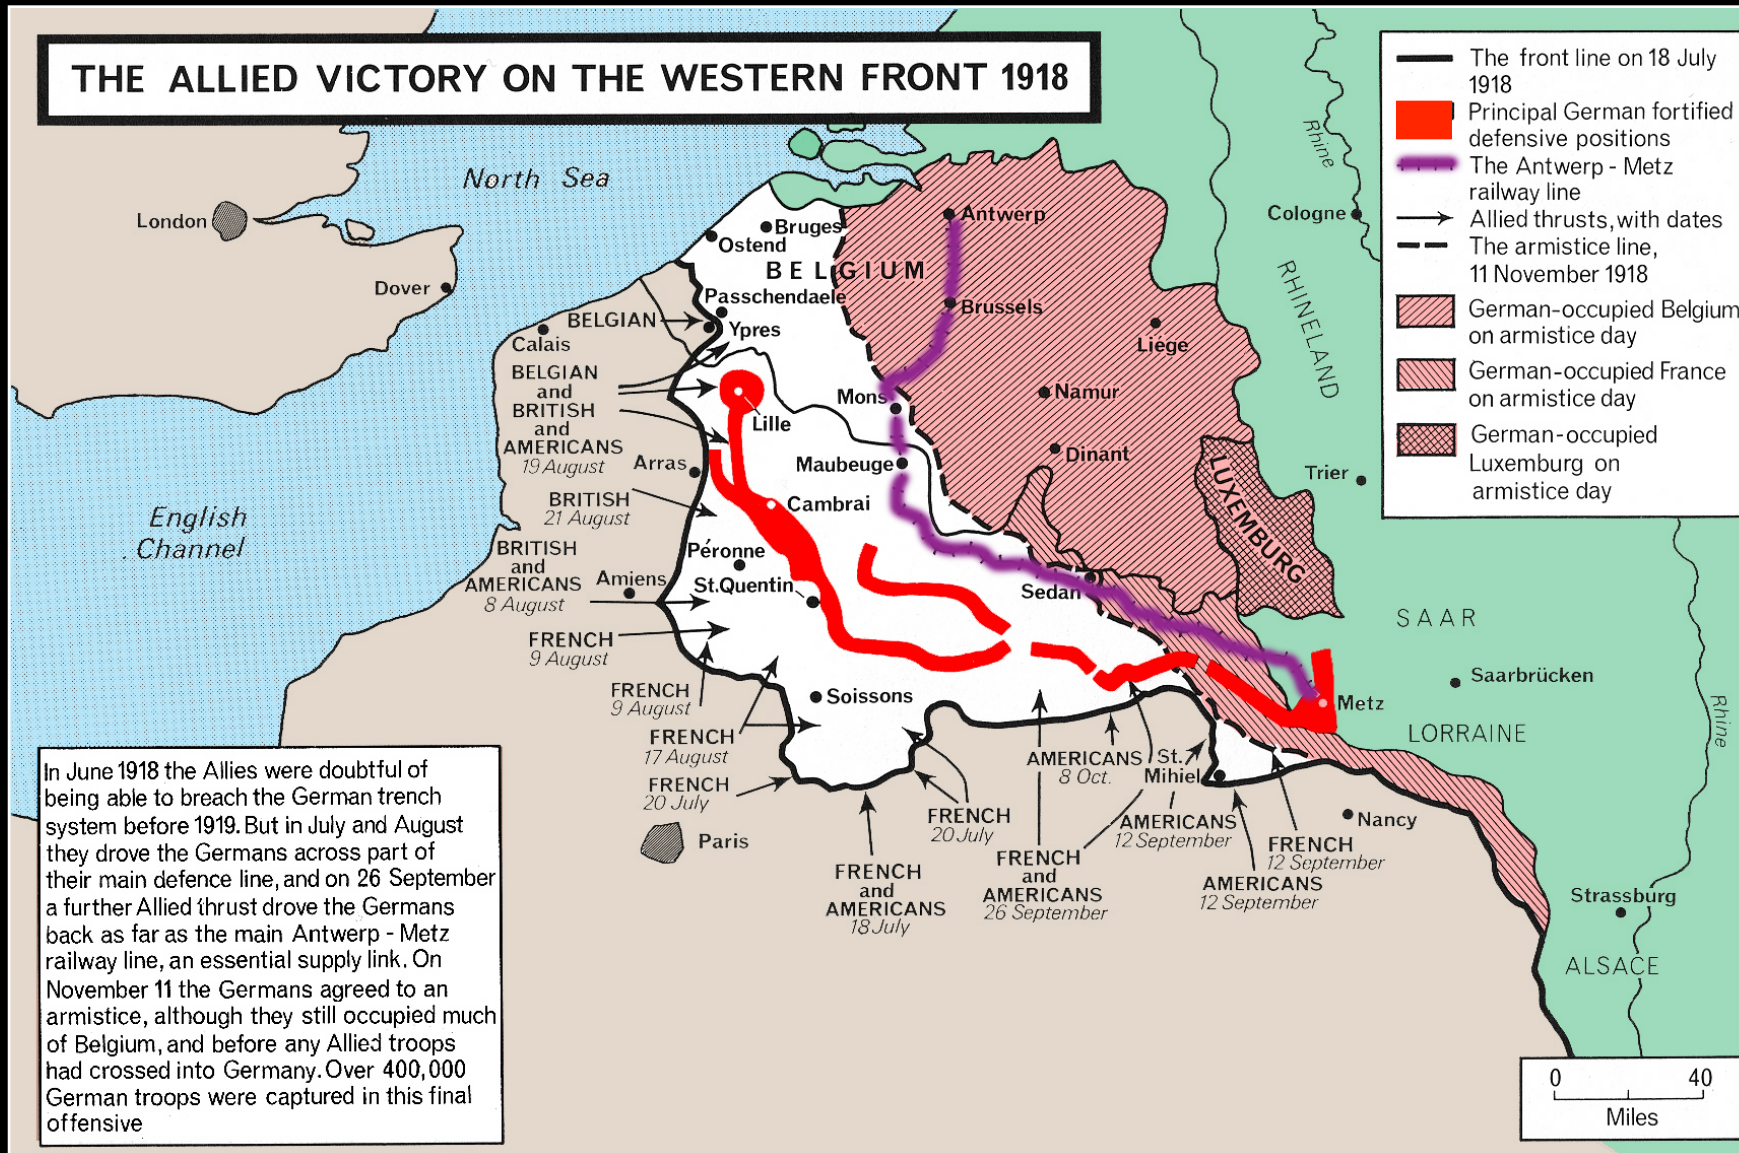 THE ALLIED VICTORY ON THE WESTERN FRONT 1918
The front line on 18 July
1918
Principal German fortified
defensive positions
The Antwerp - Metz
railway line
Allied thrusts, with dates
The armistice line,
11 November 1918
German-occupied Belgium
on armistice day
German-occupied France
on armistice day
German-occupied
Luxemburg on
armistice day
North Sea
London
Dover
English
Channel
Calais
Ostend
Bruges
BELGIUM
Antwerp
Passchendaele
Ypres
Brussels
Liege
Mons
Namur
Lille
Dinant
Maubeuge
Arras
Cambrai
Péronne
St.Quentin
Amiens
Sedan
LUXEMBURG
Soissons
Paris
St.
Mihiel
Metz
Nancy
Rhine
Cologne
RHINELAND
Trier
SAAR
Saarbrücken
LORRAINE
Rhine
Strassburg
ALSACE
BELGIAN
BELGIAN
and
BRITISH
and
AMERICANS
19 August
BRITISH
21 August
BRITISH
and
AMERICANS
8 August
FRENCH
9 August
FRENCH
9 August
FRENCH
17 August
FRENCH
20 July
FRENCH
and
AMERICANS
18 July
FRENCH
20 July
FRENCH
and
AMERICANS
26 September
AMERICANS
8 Oct.
AMERICANS
12 September
AMERICANS
12 September
FRENCH
12 September
In June 1918 the Allies were doubtful of
being able to breach the German trench
system before 1919. But in July and August
they drove the Germans across part of
their main defence line, and on 26 September
a further Allied thrust drove the Germans
back as far as the main Antwerp - Metz
railway line, an essential supply link. On
November 11 the Germans agreed to an
armistice, although they still occupied much
of Belgium, and before any Allied troops
had crossed into Germany. Over 400,000
German troops were captured in this final
offensive
0 40
Miles